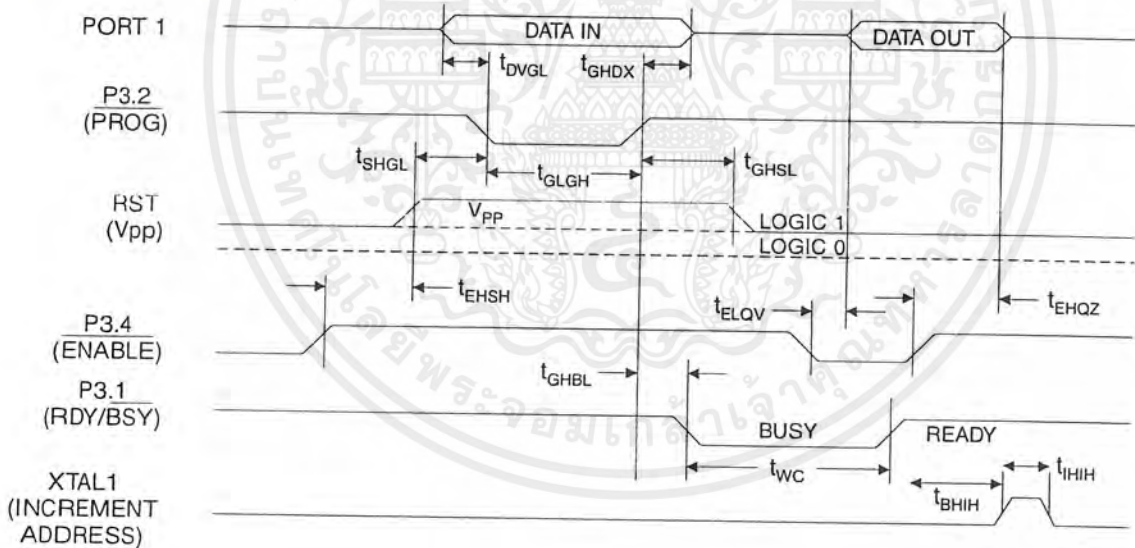 PORT 1
DATA IN
DATA OUT
tDVGL
tGHDX
P3.2
(PROG)
tSHGL
tGLGH
tGHSL
RST
(Vpp)
VPP
LOGIC 1
LOGIC 0
tEHSH
tELQV
tEHQZ
P3.4
(ENABLE)
tGHBL
P3.1
(RDY/BSY)
BUSY
READY
tWC
tIHIH
tBHIH
XTAL1
(INCREMENT
ADDRESS)